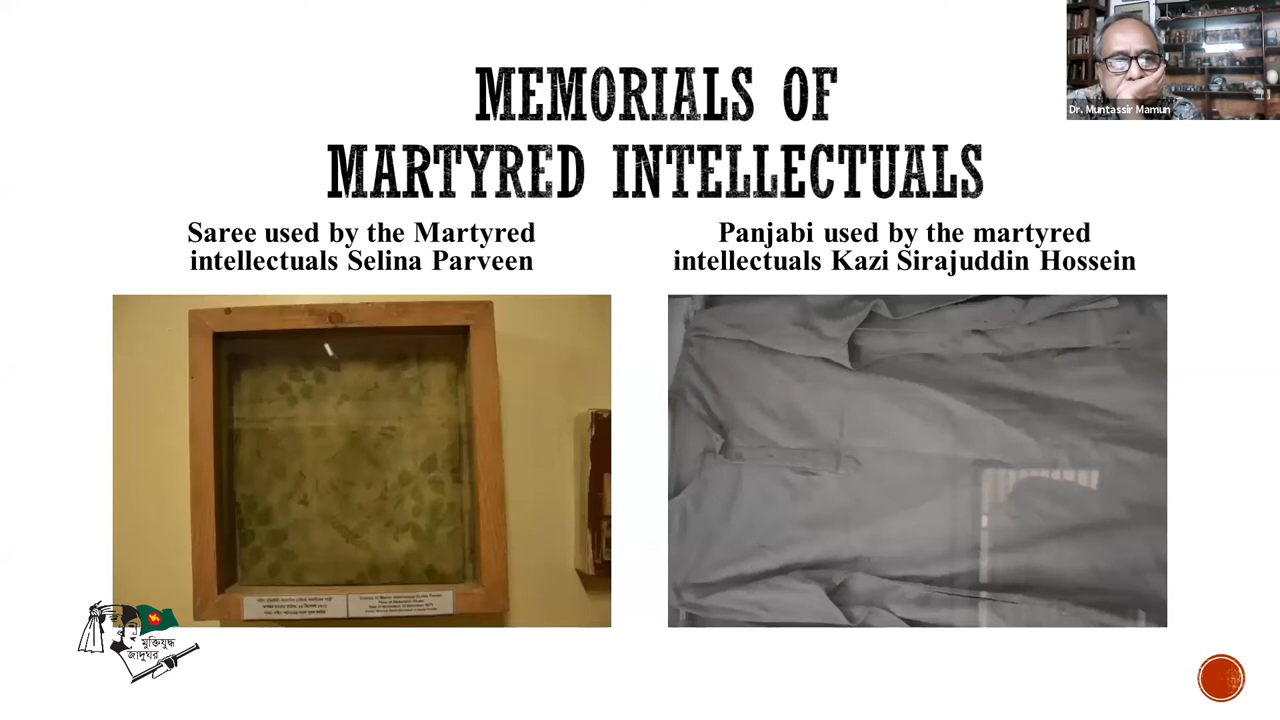 MEMORIALS OF
MARTYRED INTELLECTUALS
Dr. Muntassir Mamun
Saree used by the Martyred
intellectuals Selina Parveen
Panjabi used by the martyred
intellectuals Kazi Sirajuddin Hossein
মুক্তিযুদ্ধ
জাদুঘর